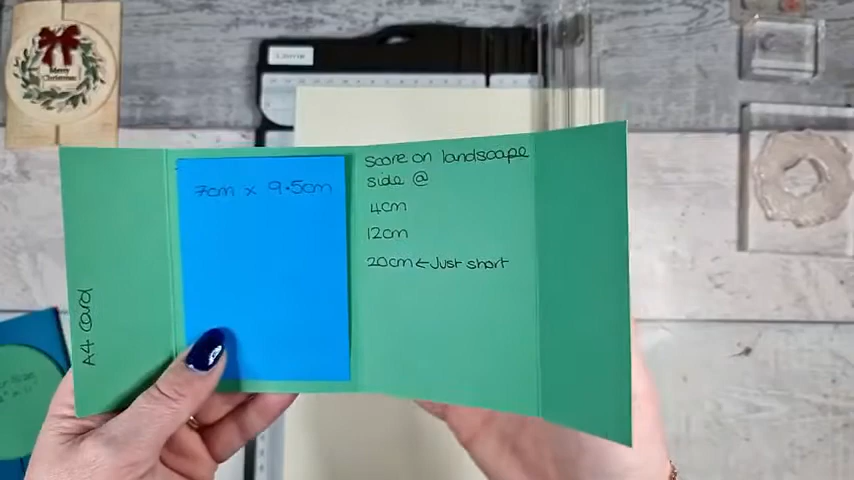 Merry
Christmas
7cm x 9.5cm
Score on landscape
side @
4cm
12cm
20cm ← Just short
A4 Card